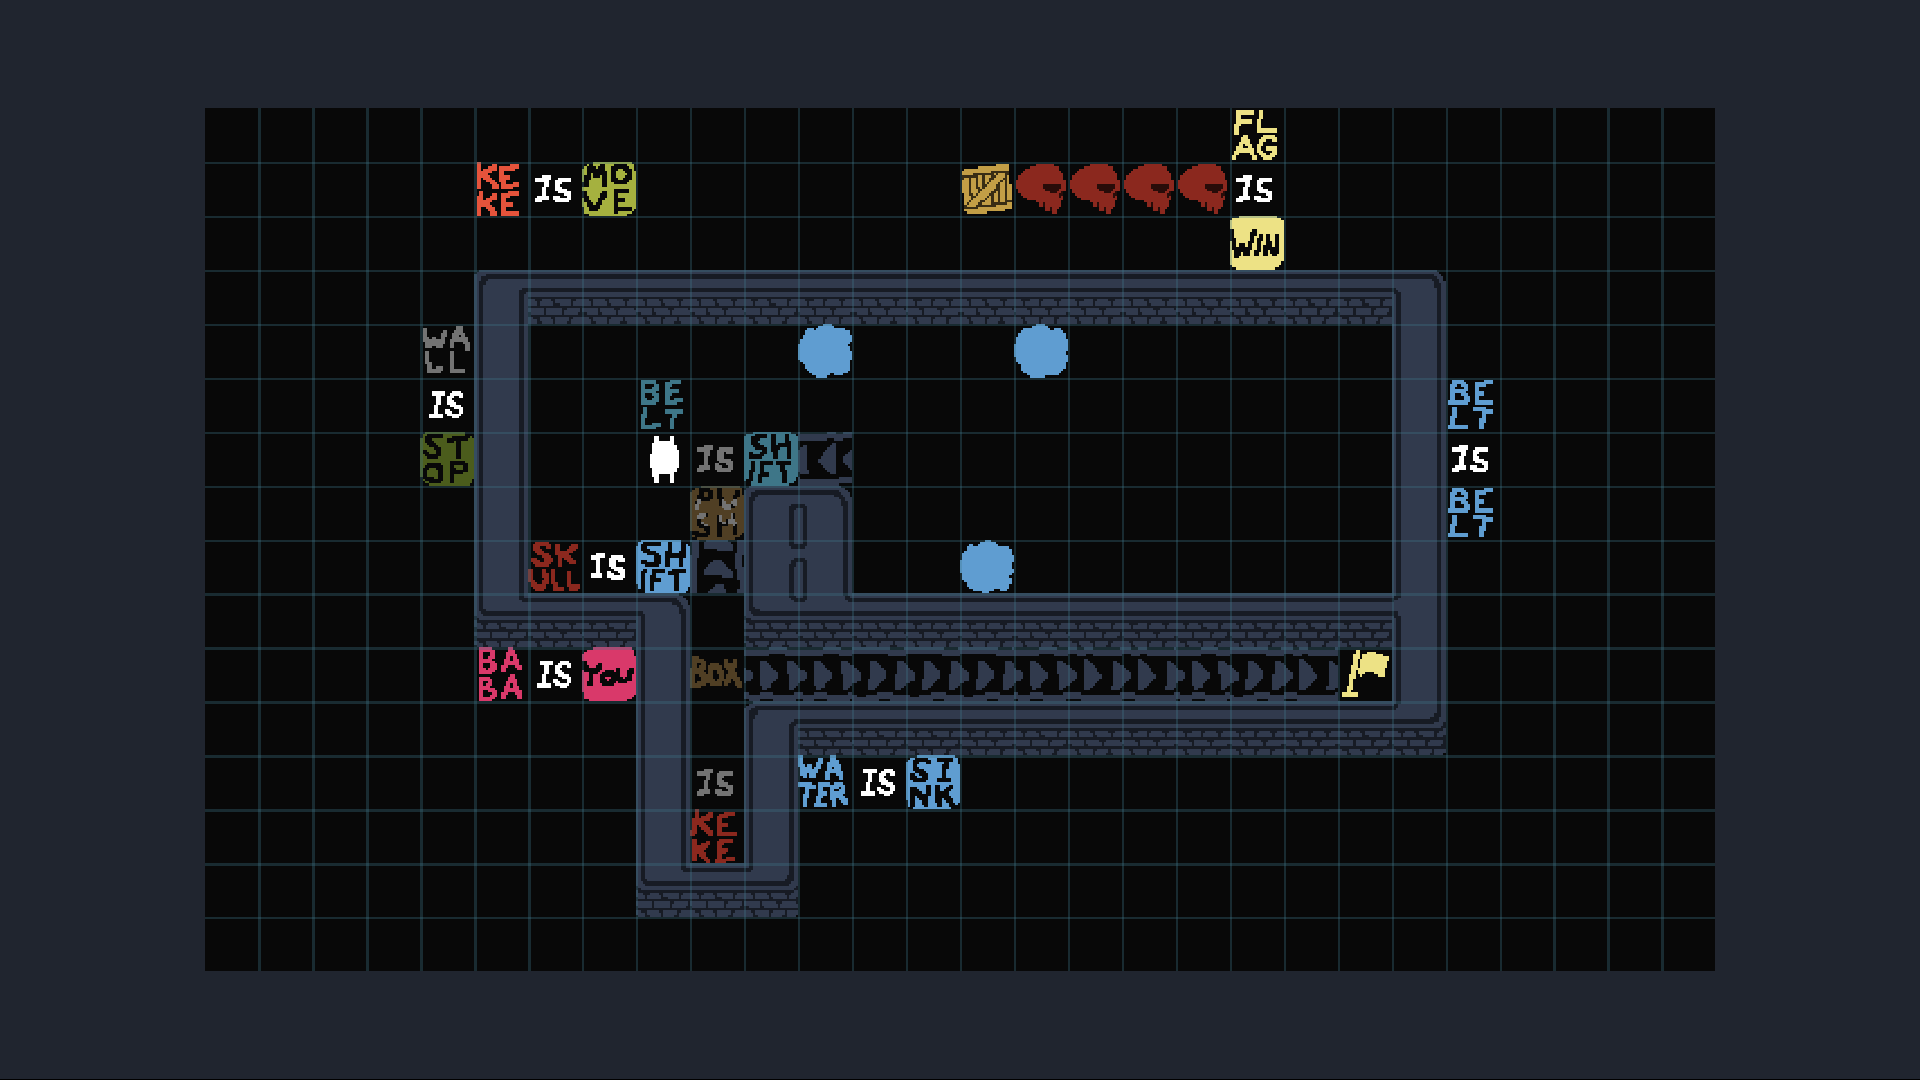 FLAG
KEKE IS MOVE IS
WIN
WALL
IS BELT BELT
STOP IS SHIFT IS
PUSH BELT
SKULL IS SHIFT
BABA IS YOU BOX
IS WATER IS SINK
KEKE